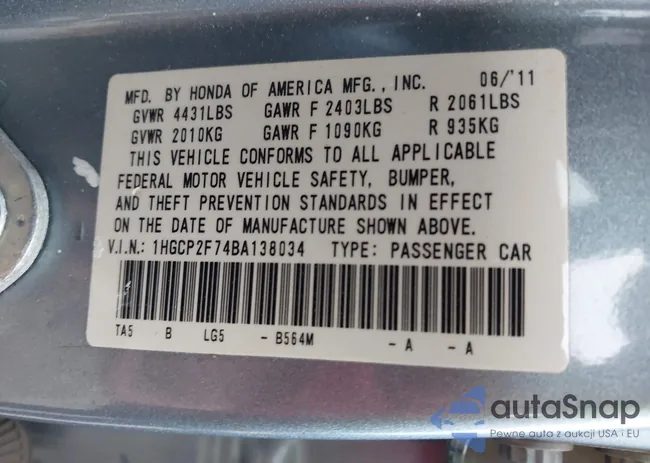 MFD. BY HONDA OF AMERICA MFG., INC. 06/'11
GVWR 4431LBS GAWR F 2403LBS R 2061LBS
GVWR 2010KG GAWR F 1090KG R 935KG
THIS VEHICLE CONFORMS TO ALL APPLICABLE
FEDERAL MOTOR VEHICLE SAFETY, BUMPER,
AND THEFT PREVENTION STANDARDS IN EFFECT
ON THE DATE OF MANUFACTURE SHOWN ABOVE.
V.I.N.: 1HGCP2F74BA138034 TYPE: PASSENGER CAR
TA5 B LG5 - B564M - A - A
autaSnap
Pewne auto z aukcji USA i EU